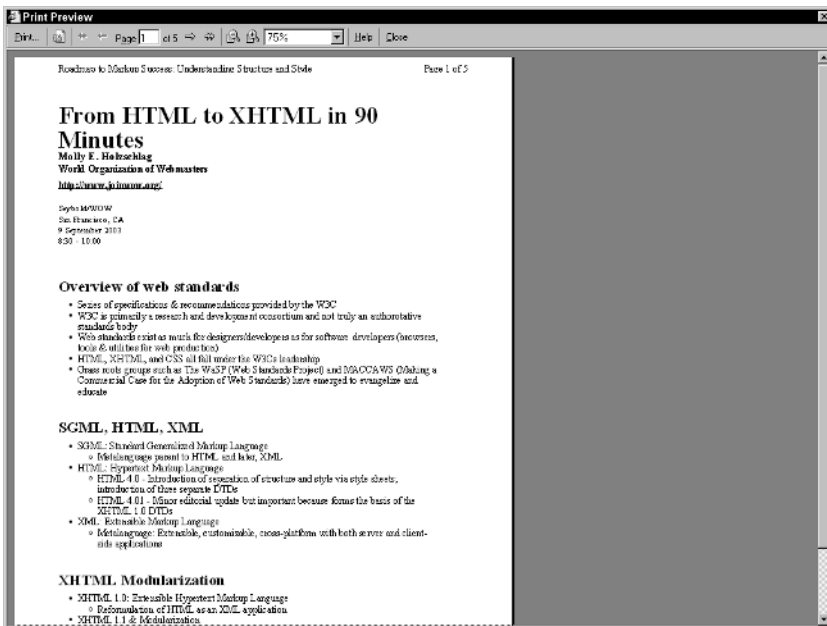 Print Preview
Print... Page 1 of 5 75% Help Close
Roadmap to Markup Success: Understanding Structure and Style Page 1 of 5
From HTML to XHTML in 90
Minutes
Molly E. Holzschlag
World Organization of Webmasters
http://www.joinwow.org/
Seybold/WOW
San Francisco, CA
9 September 2003
8:30 - 10:00
Overview of web standards
• Series of specifications & recommendations provided by the W3C
• W3C is primarily a research and development consortium and not truly an authorotative
standards body
• Web standards exist as much for designers/developers as for software developers (browsers,
tools & utilities for web production)
• HTML, XHTML, and CSS all fall under the W3Cs leadership
• Grass roots groups such as The WaSP (Web Standards Project) and MACCAWS (Making a
Commercial Case for the Adoption of Web Standards) have emerged to evangelize and
educate
SGML, HTML, XML
• SGML: Standard Generalized Markup Language
○ Metalanguage parent to HTML and later, XML
• HTML: Hypertext Markup Language
○ HTML 4.0 - Introduction of separation of structure and style via style sheets,
introduction of three separate DTDs
○ HTML 4.01 - Minor editorial update but important because forms the basis of the
XHTML 1.0 DTDs
• XML: Extensible Markup Language
○ Metalanguage: Extensible, customizable, cross-platform with both server and client-
side applications
XHTML Modularization
• XHTML 1.0: Extensible Hypertext Markup Language
○ Reformulation of HTML as an XML application
• XHTML 1.1 & Modularization